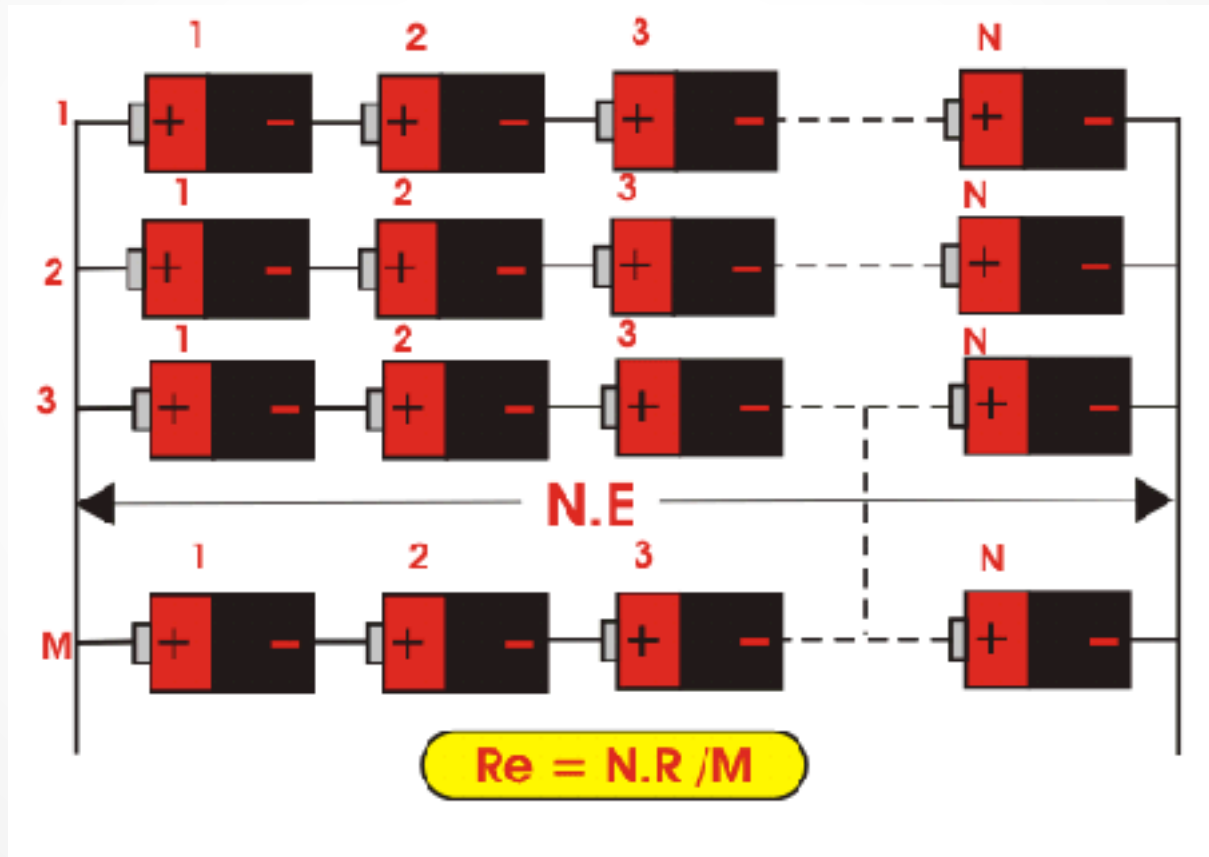 1 2 3 N
1 + - + - + - + -
1 2 3 N
2 + - + - + - + -
1 2 3 N
3 + - + - + - + -
N.E
1 2 3 N
M + - + - + - + -
Re = N.R /M